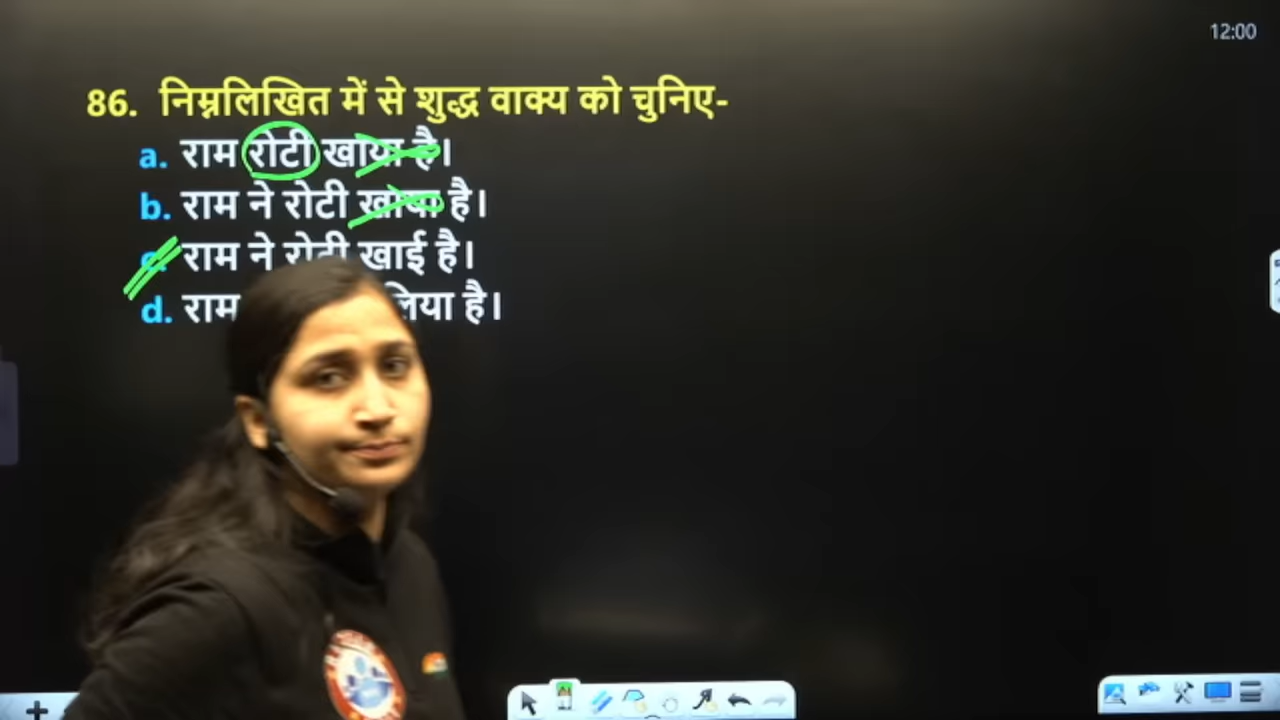 12:00
86. निम्नलिखित में से शुद्ध वाक्य को चुनिए-
a. राम रोटी खाया है।
b. राम ने रोटी खाया है।
c. राम ने रोटी खाई है।
d. राम लिया है।